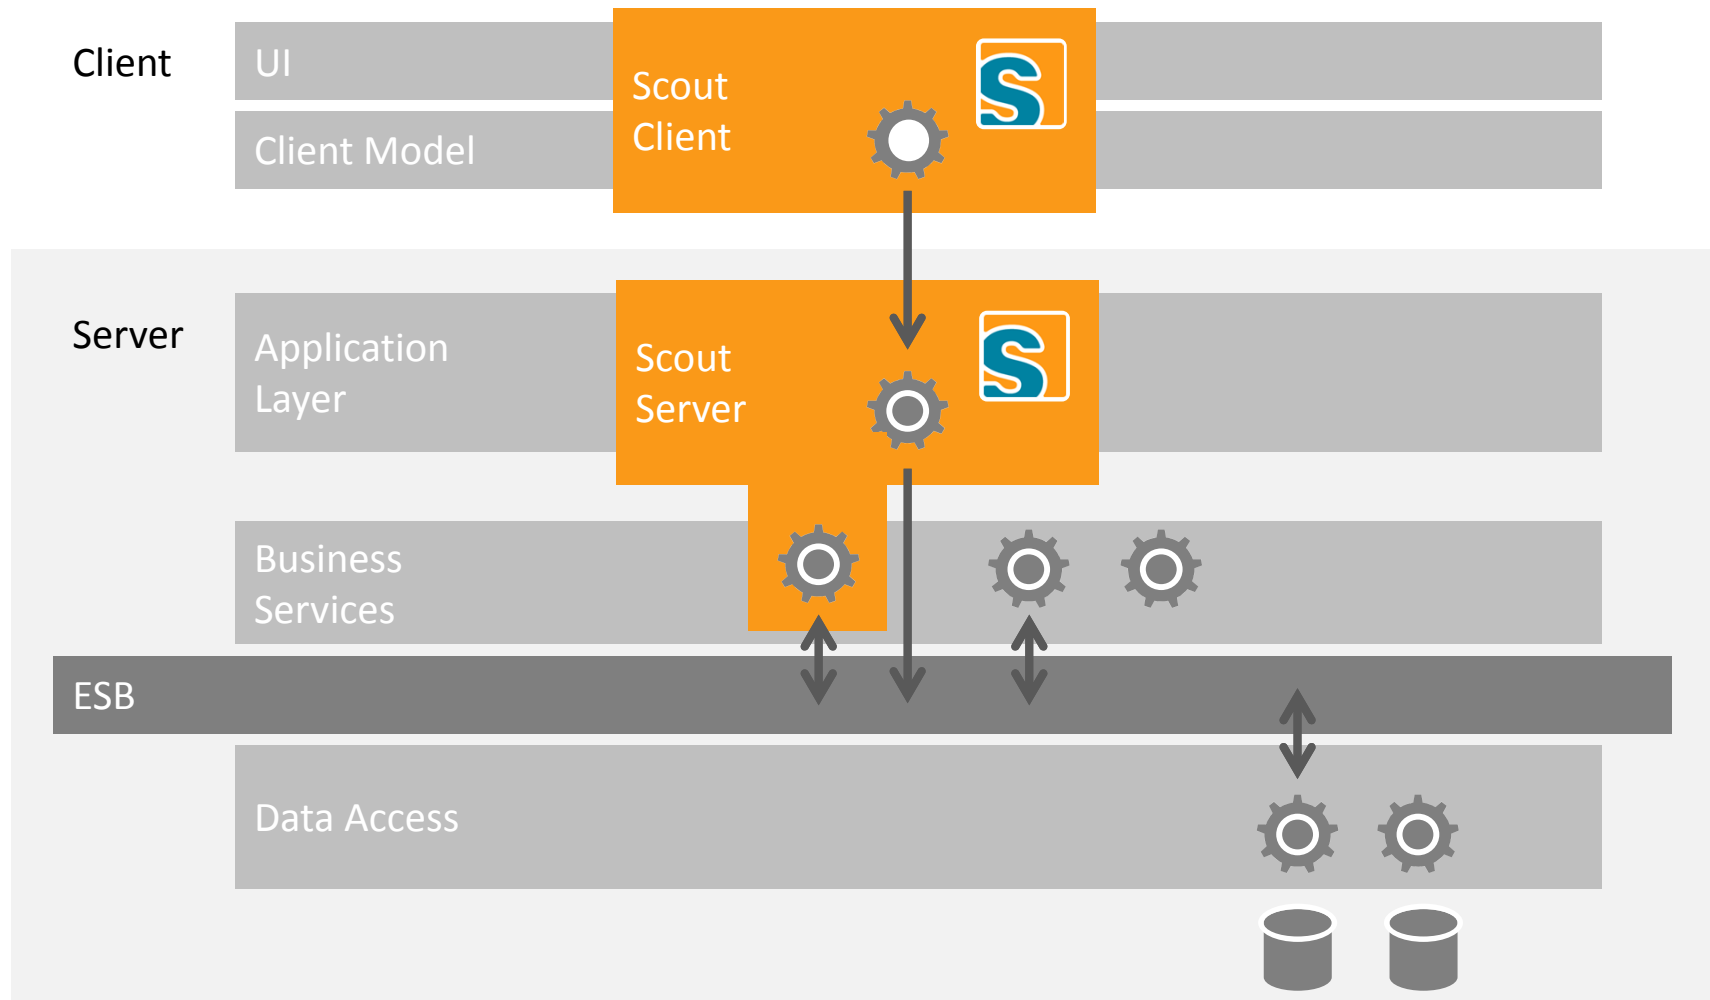 Client
UI
Client Model
Scout
Client
S
Server
Application
Layer
Scout
Server
S
Business
Services
ESB
Data Access